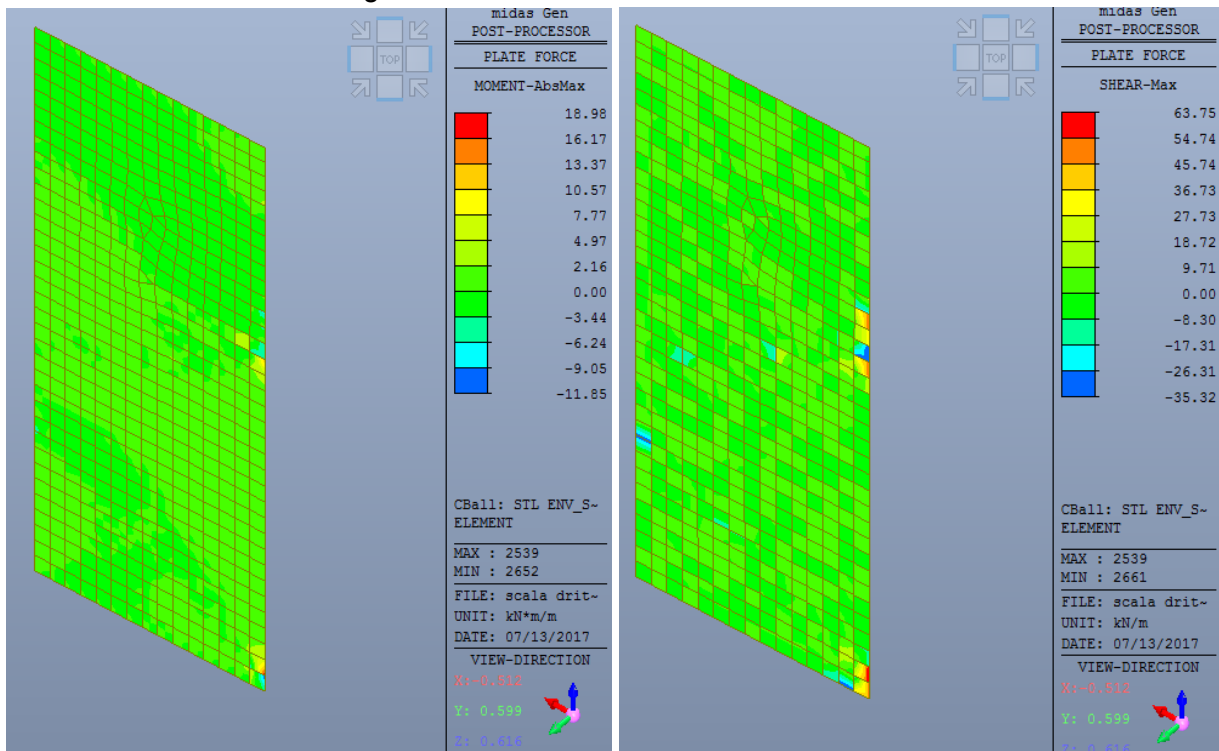 midas Gen
POST-PROCESSOR
PLATE FORCE
MOMENT-AbsMax
18.98
16.17
13.37
10.57
7.77
4.97
2.16
0.00
-3.44
-6.24
-9.05
-11.85
CBall: STL ENV_S~
ELEMENT
MAX : 2539
MIN : 2652
FILE: scala drit~
UNIT: kN*m/m
DATE: 07/13/2017
VIEW-DIRECTION
X:-0.512
Y: 0.599
Z: 0.616
TOP
midas Gen
POST-PROCESSOR
PLATE FORCE
SHEAR-Max
63.75
54.74
45.74
36.73
27.73
18.72
9.71
0.00
-8.30
-17.31
-26.31
-35.32
CBall: STL ENV_S~
ELEMENT
MAX : 2539
MIN : 2661
FILE: scala drit~
UNIT: kN/m
DATE: 07/13/2017
VIEW-DIRECTION
X:-0.512
Y: 0.599
Z: 0.616
TOP